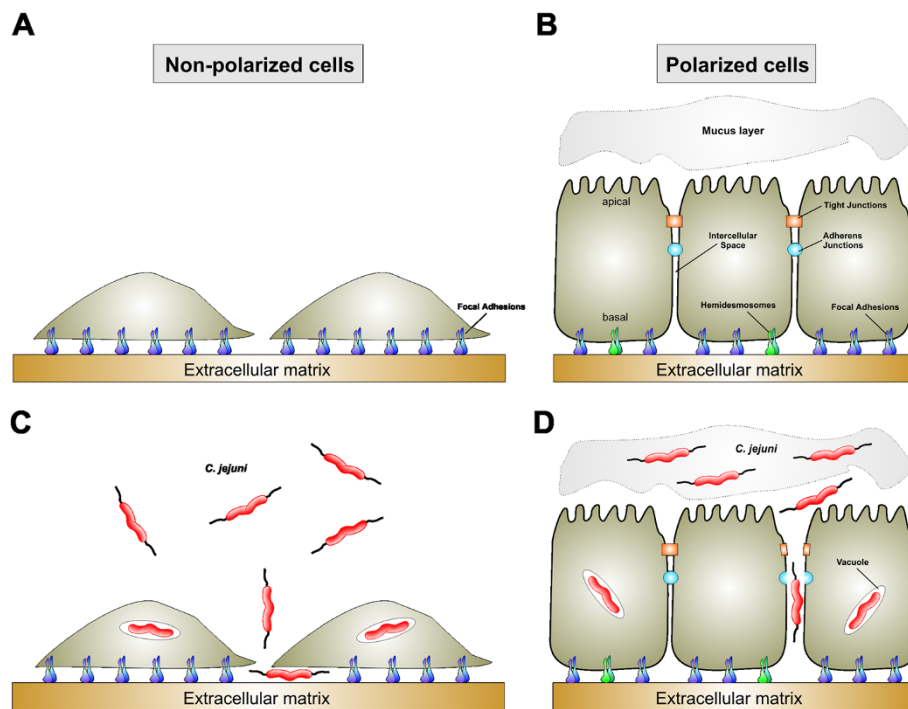 A
Non-polarized cells
Focal Adhesions
Extracellular matrix
B
Polarized cells
Mucus layer
apical
Tight Junctions
Intercellular
Space
Adherens
Junctions
basal
Hemidesmosomes
Focal Adhesions
Extracellular matrix
C
C. jejuni
Extracellular matrix
D
C. jejuni
Vacuole
Extracellular matrix